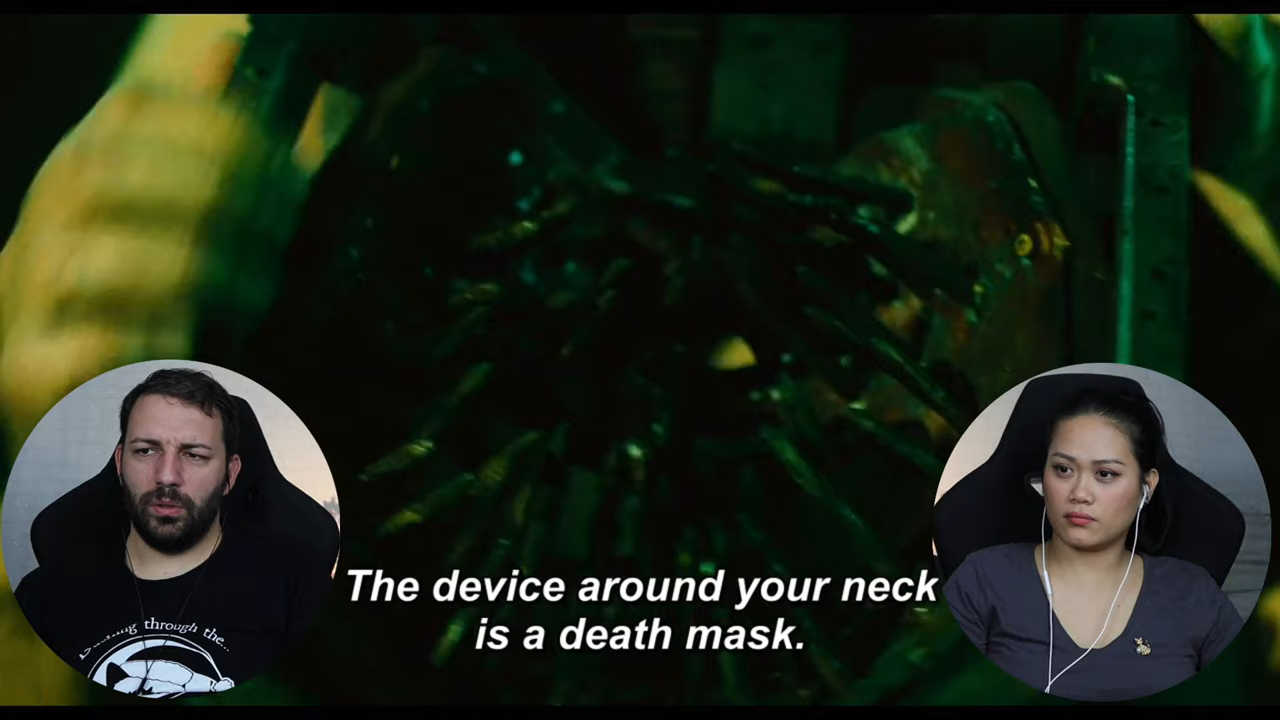 The device around your neck
is a death mask.
through the...